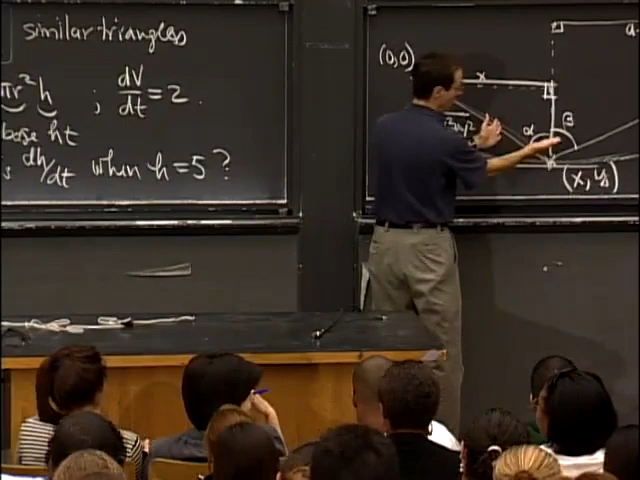 similar triangles
πr²h ; dV/dt = 2.
base ht
dh/dt when h = 5 ?
(0,0)
x
a
α β
(x, y)